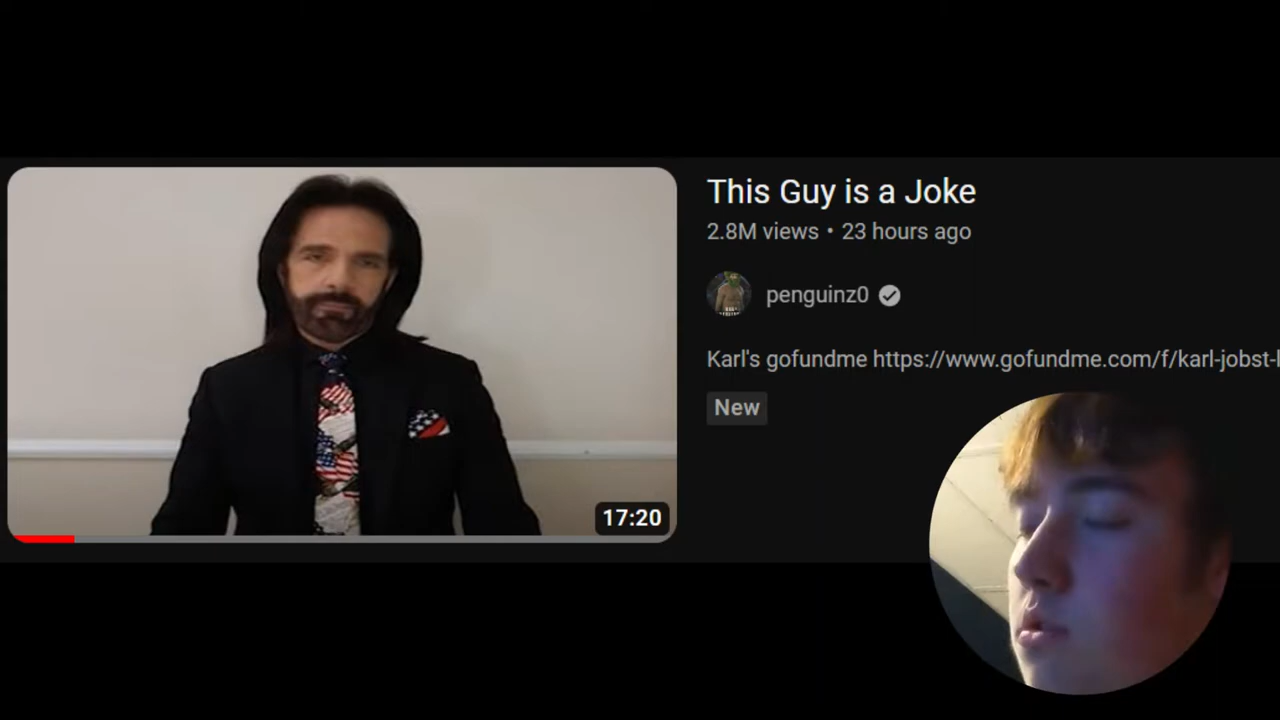 This Guy is a Joke
2.8M views • 23 hours ago
penguinz0
Karl's gofundme https://www.gofundme.com/f/karl-jobst-l
New
17:20